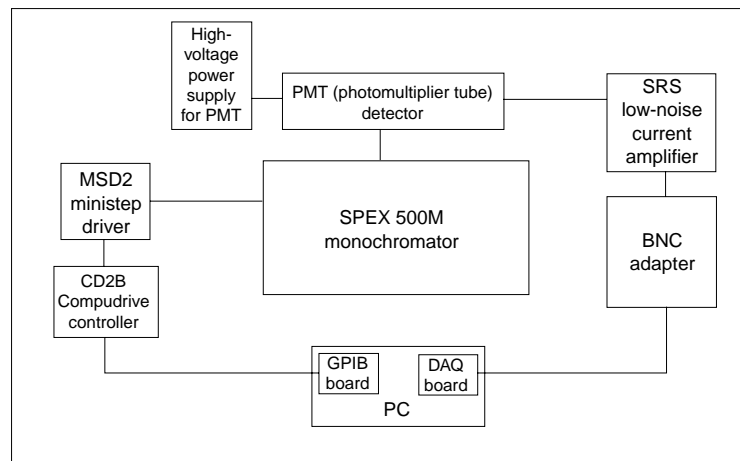 High-
voltage
power
supply
for PMT
PMT (photomultiplier tube)
detector
SRS
low-noise
current
amplifier
MSD2
ministep
driver
SPEX 500M
monochromator
BNC
adapter
CD2B
Compudrive
controller
GPIB
board
DAQ
board
PC